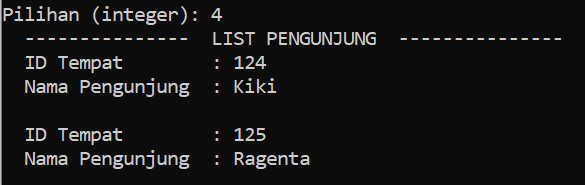 Pilihan (integer): 4
--------------- LIST PENGUNJUNG ---------------
ID Tempat : 124
Nama Pengunjung : Kiki
ID Tempat : 125
Nama Pengunjung : Ragenta